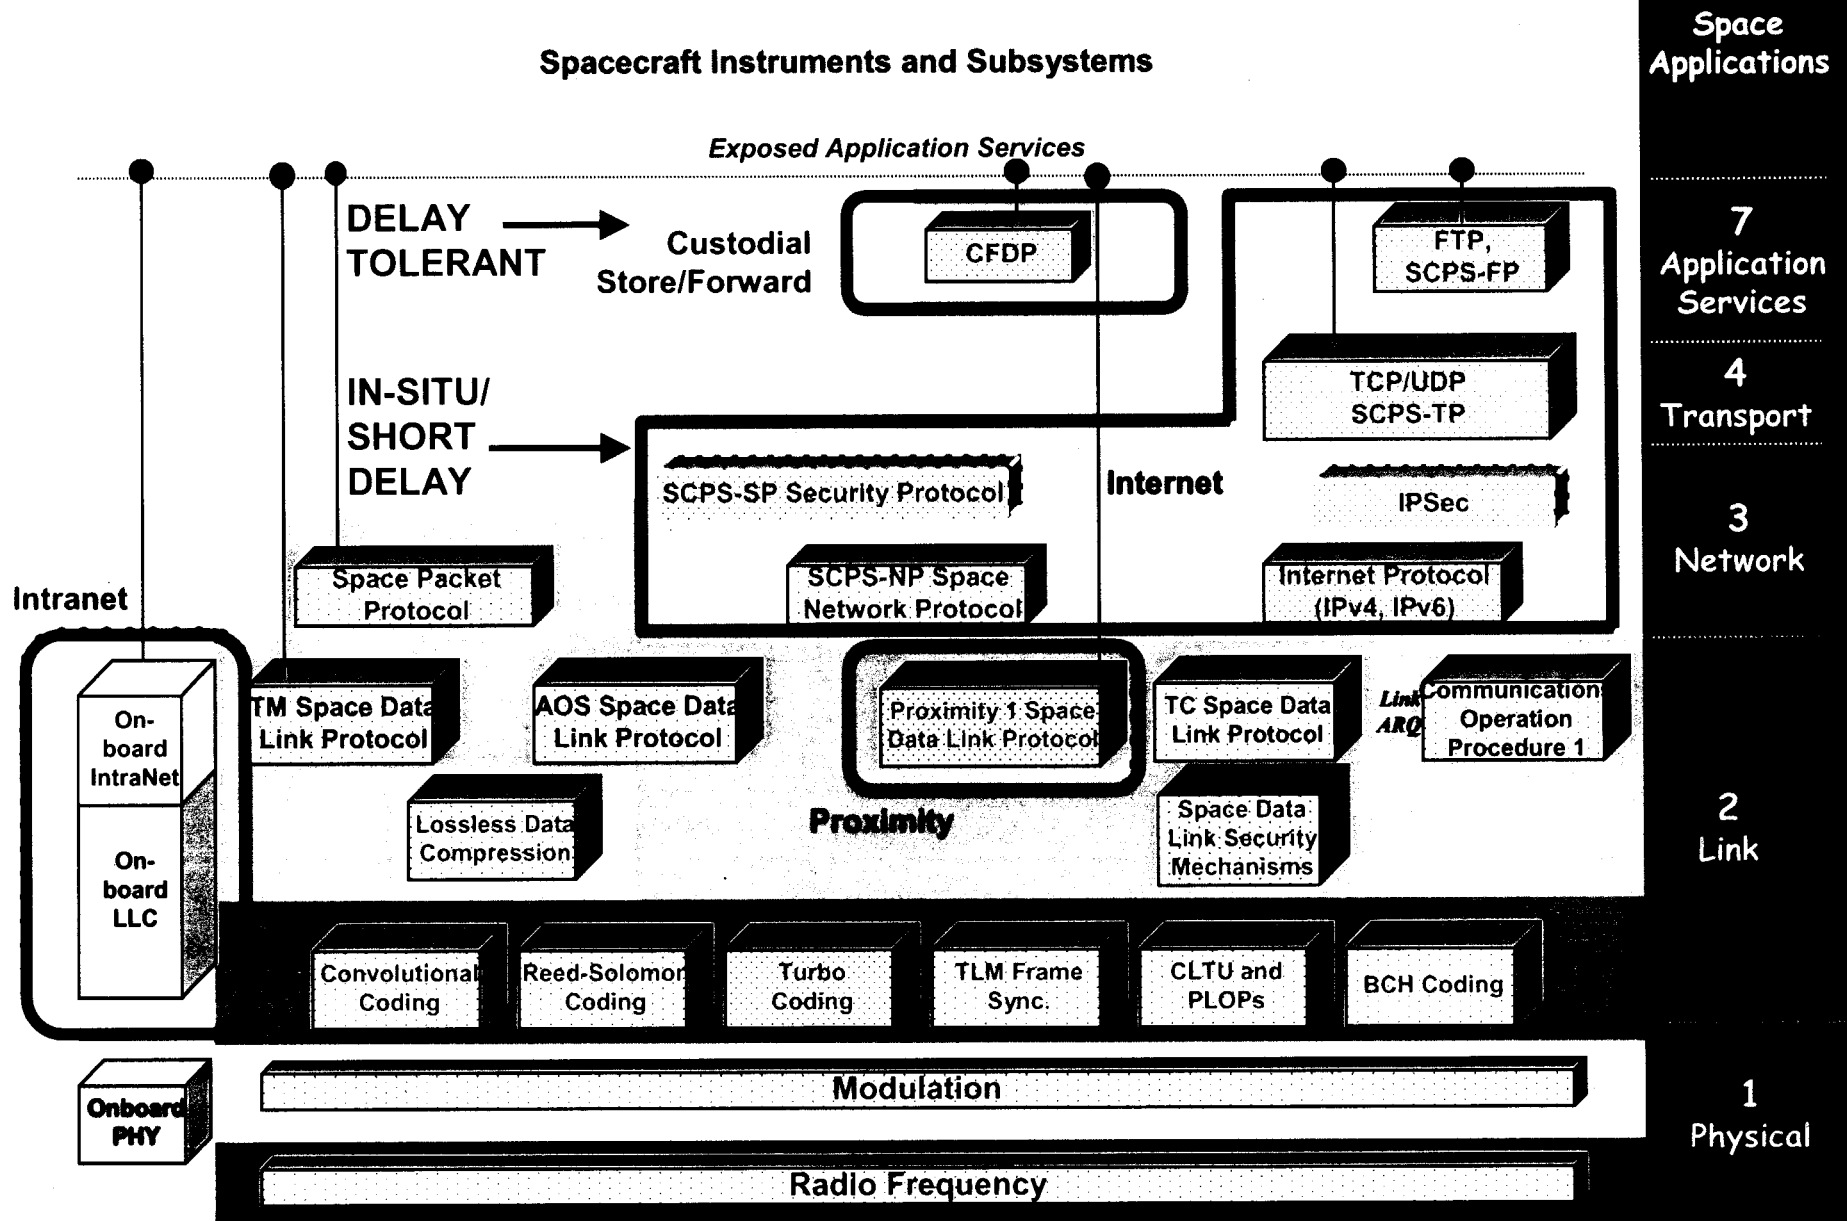 Spacecraft Instruments and Subsystems
Exposed Application Services
Space
Applications
DELAY
TOLERANT
Custodial
Store/Forward
CFDP
FTP,
SCPS-FP
7
Application
Services
IN-SITU/
SHORT
DELAY
TCP/UDP
SCPS-TP
4
Transport
SCPS-SP Security Protocol
Internet
IPSec
3
Network
Intranet
Space Packet
Protocol
SCPS-NP Space
Network Protocol
Internet Protocol
(IPv4, IPv6)
On-
board
IntraNet
TM Space Data
Link Protocol
AOS Space Data
Link Protocol
Proximity 1 Space
Data Link Protocol
TC Space Data
Link Protocol
Link
ARQ
Communications
Operation
Procedure 1
On-
board
LLC
Lossless Data
Compression
Proximity
Space Data
Link Security
Mechanisms
2
Link
Convolutional
Coding
Reed-Solomon
Coding
Turbo
Coding
TLM Frame
Sync.
CLTU and
PLOPs
BCH Coding
Onboard
PHY
Modulation
1
Physical
Radio Frequency